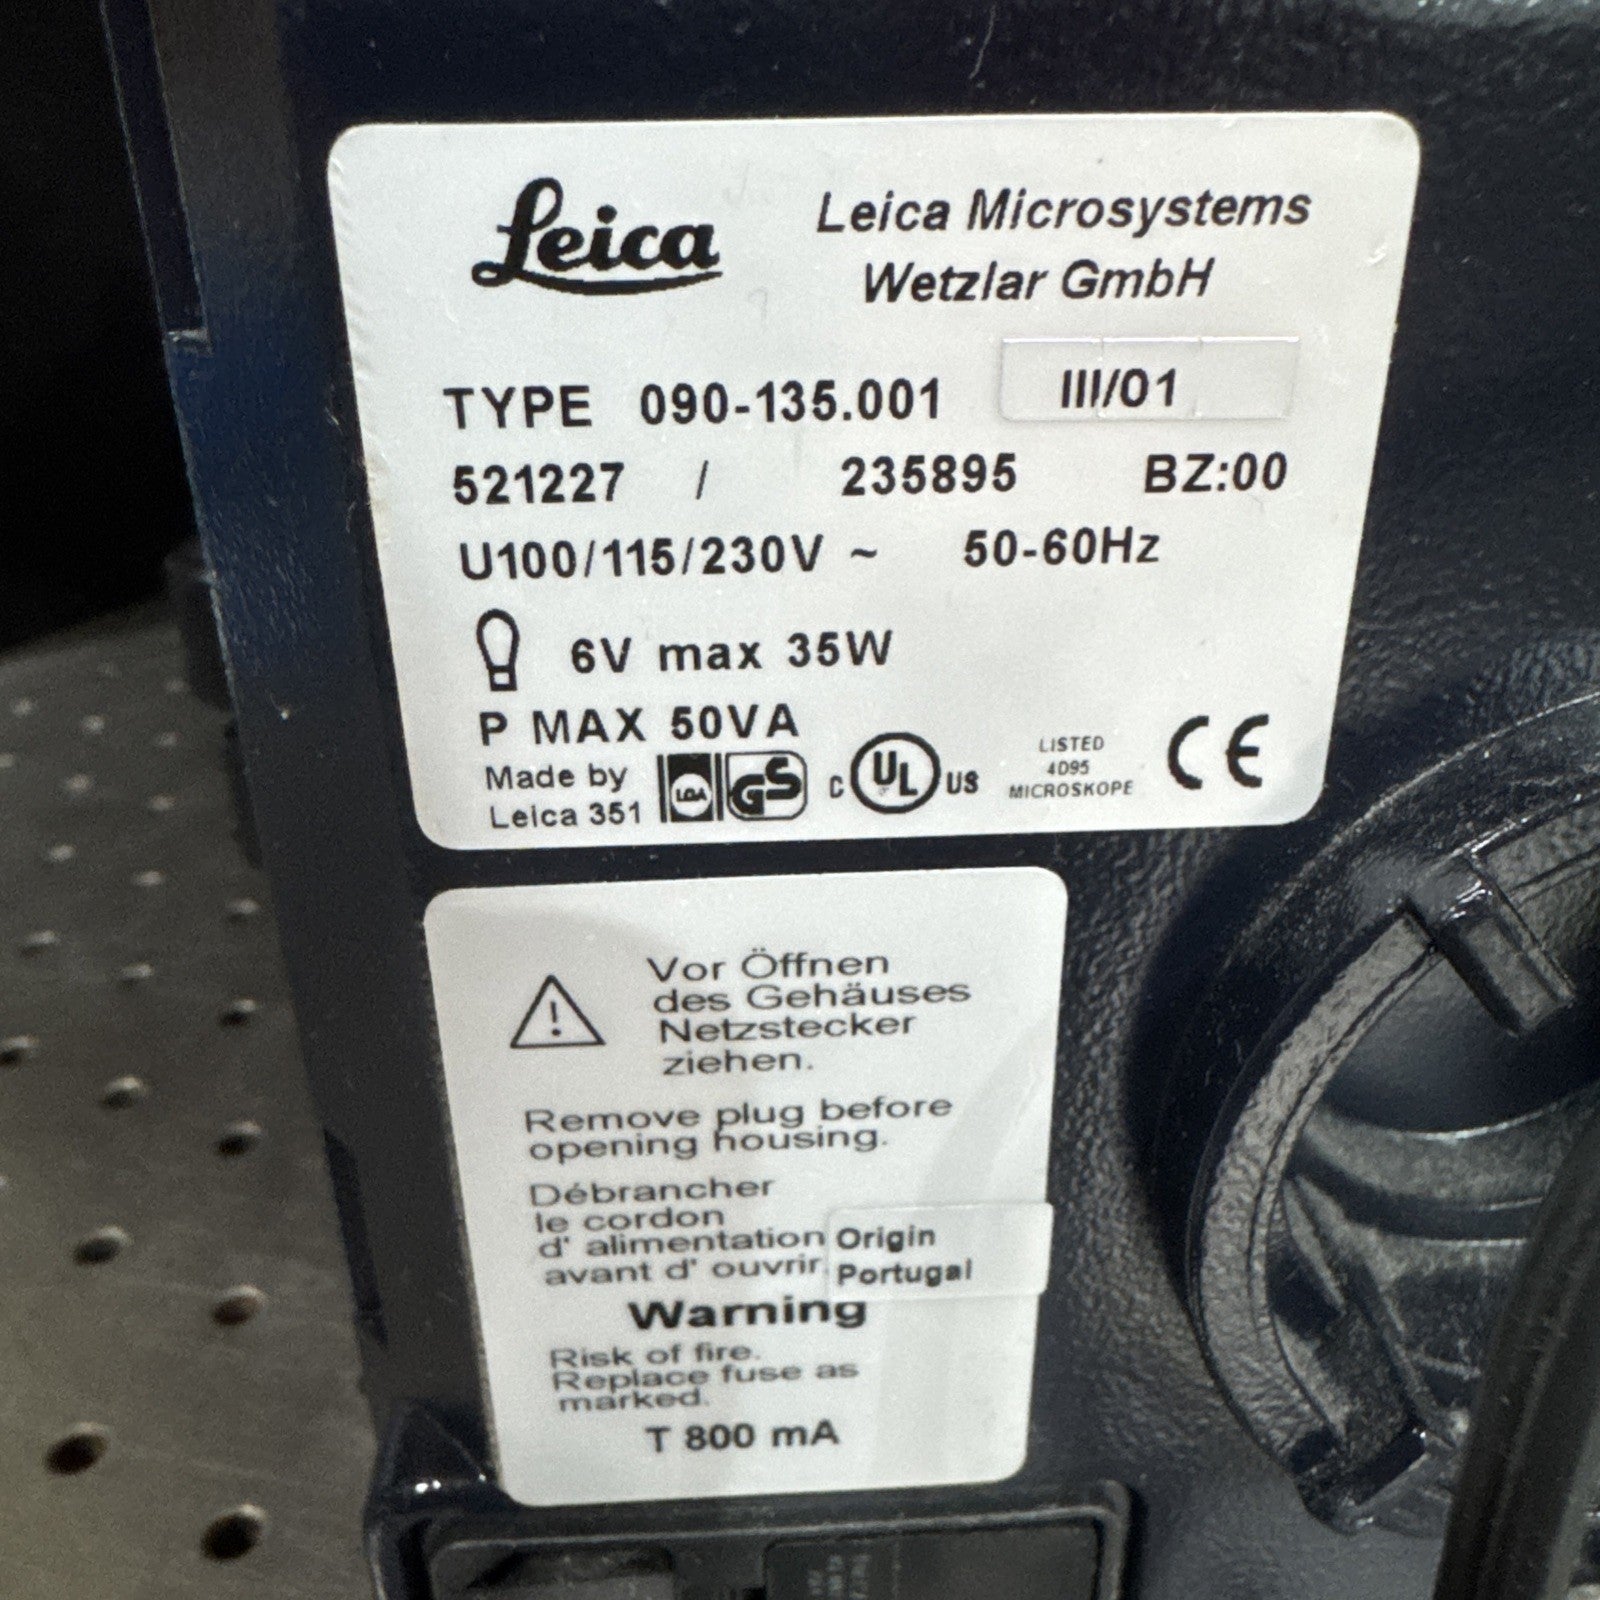 Leica
Leica Microsystems
Wetzlar GmbH
TYPE 090-135.001 III/01
521227 / 235895 BZ:00
U100/115/230V ~ 50-60Hz
6V max 35W
P MAX 50VA
Made by
Leica 351
LGA
GS
C UL US
LISTED
4D95
MICROSKOPE
CE
Vor Öffnen
des Gehäuses
Netzstecker
ziehen.
Remove plug before
opening housing.
Débrancher
le cordon
d' alimentation
avant d' ouvrir.
Origin
Portugal
Warning
Risk of fire.
Replace fuse as
marked.
T 800 mA